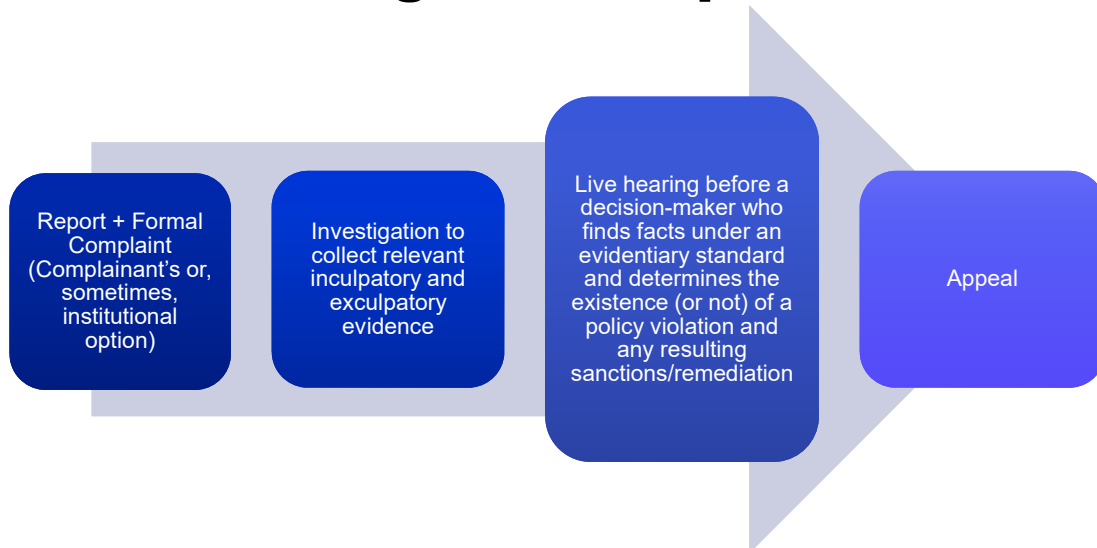 Report + Formal
Complaint
(Complainant’s or,
sometimes,
institutional
option)
Investigation to
collect relevant
inculpatory and
exculpatory
evidence
Live hearing before a
decision-maker who
finds facts under an
evidentiary standard
and determines the
existence (or not) of a
policy violation and
any resulting
sanctions/remediation
Appeal